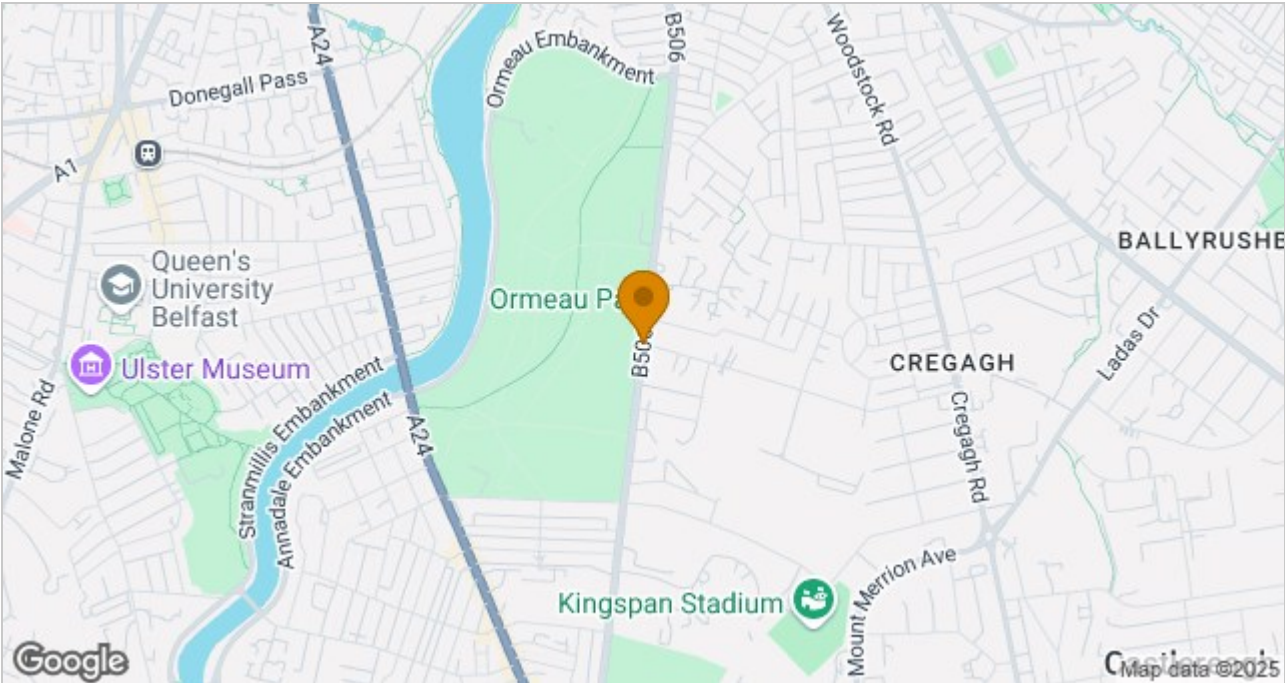 A24
B506
Ormeau Embankment
Woodstock Rd
Donegall Pass
A1
BALLYRUSHE
Queen's
University
Belfast
Ormeau Pa
B506
Ulster Museum
CREGAGH
Ladas Dr
Malone Rd
Stranmillis Embankment
Annadale Embankment
A24
Cregagh Rd
Mount Merrion Ave
Kingspan Stadium
Google
Map data ©2025